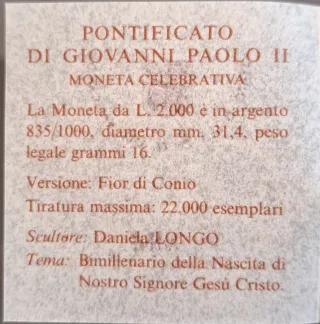 PONTIFICATO
DI GIOVANNI PAOLO II
MONETA CELEBRATIVA
La Moneta da L. 2.000 è in argento
835/1000, diametro mm. 31,4, peso
legale grammi 16.
Versione: Fior di Conio
Tiratura massima: 22.000 esemplari
Scultore: Daniela LONGO
Tema: Bimillenario della Nascita di
Nostro Signore Gesù Cristo.